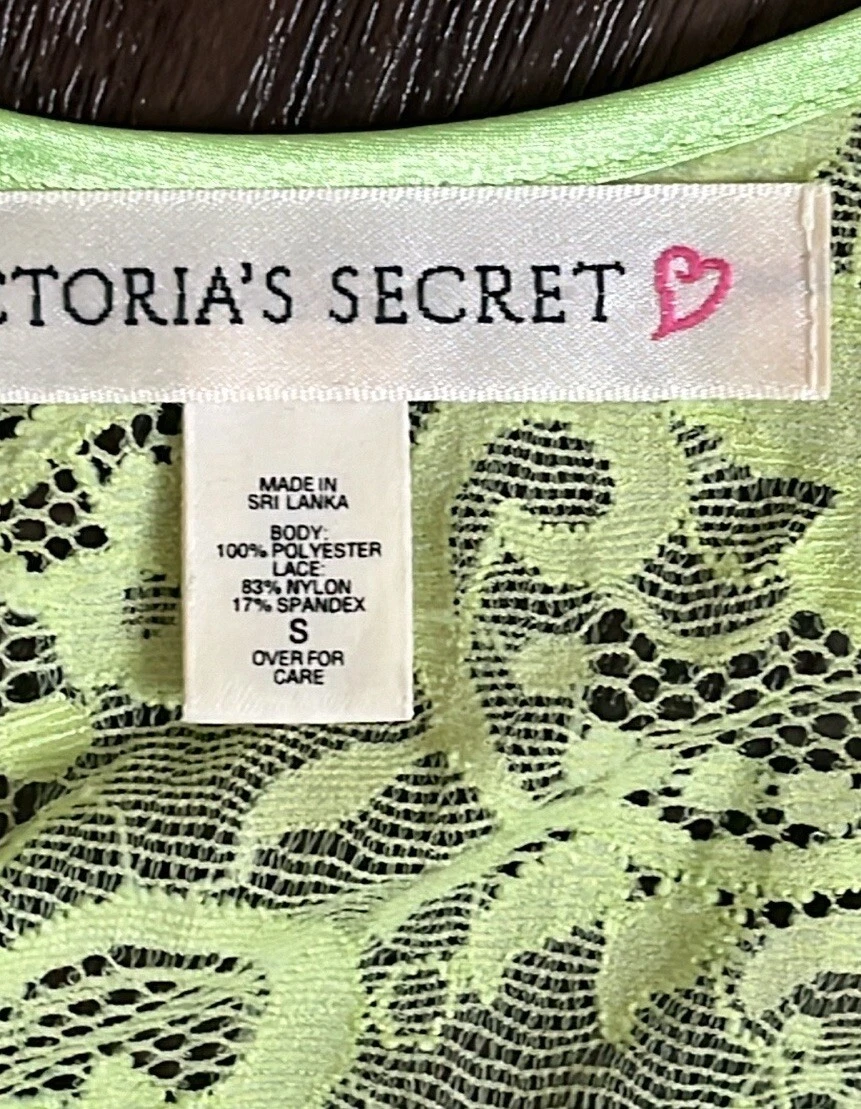 CTORIA'S SECRET
MADE IN
SRI LANKA
BODY:
100% POLYESTER
LACE:
83% NYLON
17% SPANDEX
S
OVER FOR
CARE